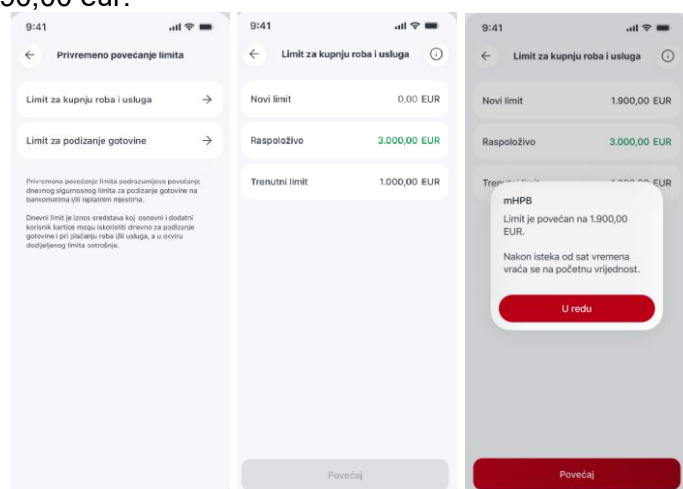 90,00 eur.
9:41
Privremeno povećanje limita
Limit za kupnju roba i usluga
Limit za podizanje gotovine
Privremeno povećanje limita podrazumijeva povećanje
dnevnog sigurnosnog limita za podizanje gotovine na
bankomatima i/ili isplatnim mjestima.
Dnevni limit je iznos sredstava koji osnovni i dodatni
korisnik kartice mogu iskoristiti dnevno za podizanje
gotovine i pri plaćanju roba i/ili usluga, a u okviru
dodijeljenog limita potrošnje.
9:41
Limit za kupnju roba i usluga
Novi limit 0,00 EUR
Raspoloživo 3.000,00 EUR
Trenutni limit 1.000,00 EUR
Povećaj
9:41
Limit za kupnju roba i usluga
Novi limit 1.900,00 EUR
Raspoloživo 3.000,00 EUR
EUR
mHPB
Limit je povećan na 1.900,00
EUR.
Nakon isteka od sat vremena
vraća se na početnu vrijednost.
U redu
Povećaj